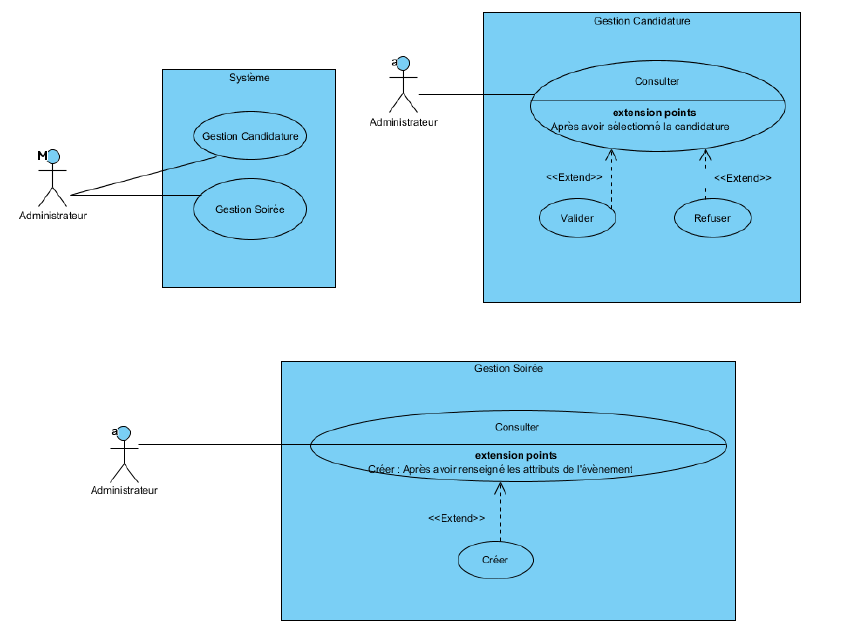 Système
Gestion Candidature
Gestion Soirée
M
Administrateur
Gestion Candidature
a
Administrateur
Consulter
extension points
Après avoir sélectionné la candidature
<<Extend>>
<<Extend>>
Valider
Refuser
Gestion Soirée
a
Administrateur
Consulter
extension points
Créer : Après avoir renseigné les attributs de l'évènement
<<Extend>>
Créer